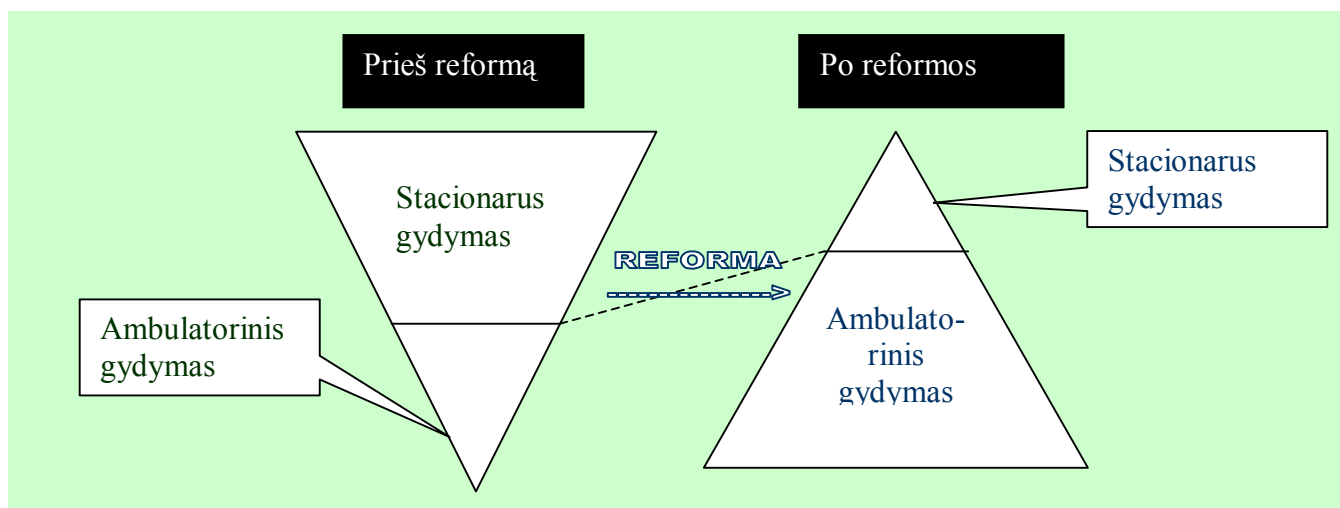 Prieš reformą
Po reformos
Stacionarus
gydymas
Stacionarus
gydymas
REFORMA
Ambulatorinis
gydymas
Ambulato-
rinis
gydymas